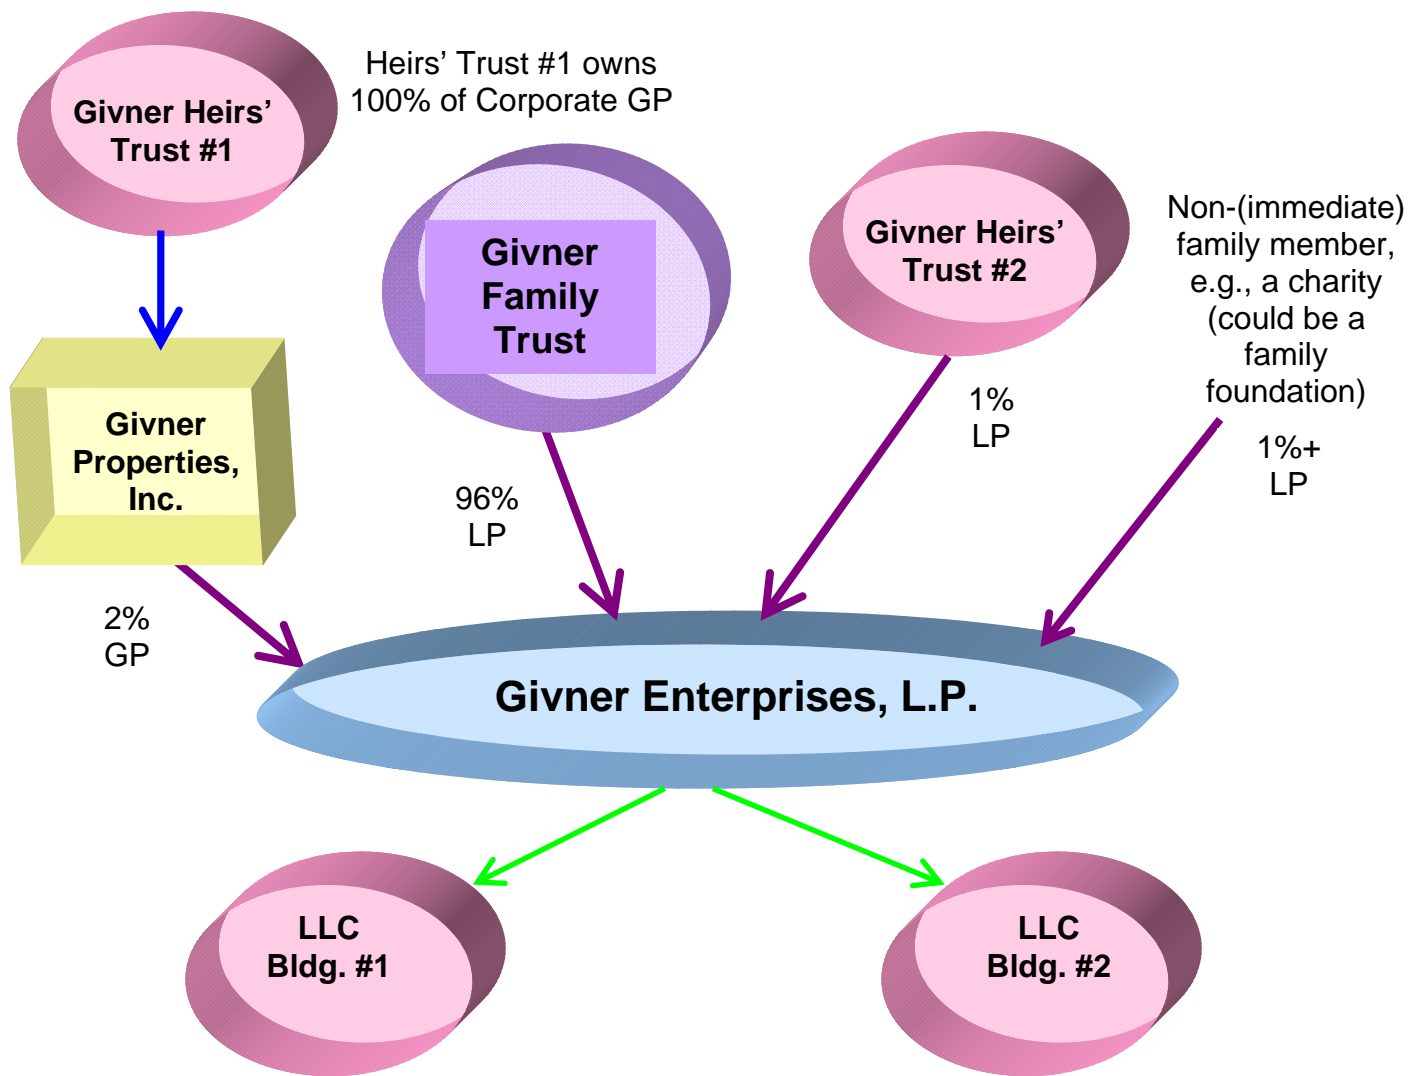 Givner Heirs’
Trust #1
Heirs’ Trust #1 owns
100% of Corporate GP
Givner
Family
Trust
Givner Heirs’
Trust #2
Non-(immediate)
family member,
e.g., a charity
(could be a
family
foundation)
Givner
Properties,
Inc.
2%
GP
96%
LP
1%
LP
1%+
LP
Givner Enterprises, L.P.
LLC
Bldg. #1
LLC
Bldg. #2